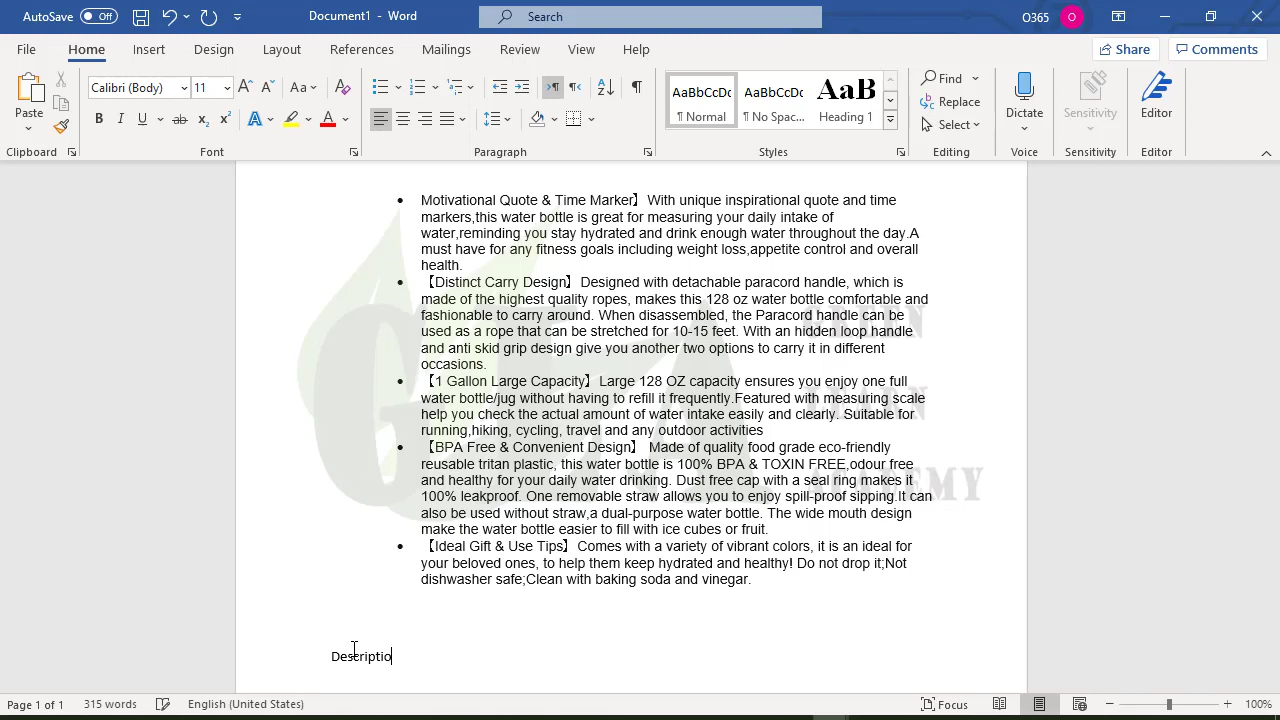 AutoSave Off Document1 - Word Search O365 O
File Home Insert Design Layout References Mailings Review View Help Share Comments
Paste Calibri (Body) 11 AaBbCcDc AaBbCcDc AaB Find Replace Select Dictate Sensitivity Editor
¶ Normal ¶ No Spac... Heading 1
Clipboard Font Paragraph Styles Editing Voice Sensitivity Editor
• Motivational Quote & Time Marker】With unique inspirational quote and time
markers,this water bottle is great for measuring your daily intake of
water,reminding you stay hydrated and drink enough water throughout the day.A
must have for any fitness goals including weight loss,appetite control and overall
health.
• 【Distinct Carry Design】 Designed with detachable paracord handle, which is
made of the highest quality ropes, makes this 128 oz water bottle comfortable and
fashionable to carry around. When disassembled, the Paracord handle can be
used as a rope that can be stretched for 10-15 feet. With an hidden loop handle
and anti skid grip design give you another two options to carry it in different
occasions.
• 【1 Gallon Large Capacity】Large 128 OZ capacity ensures you enjoy one full
water bottle/jug without having to refill it frequently.Featured with measuring scale
help you check the actual amount of water intake easily and clearly. Suitable for
running,hiking, cycling, travel and any outdoor activities
• 【BPA Free & Convenient Design】 Made of quality food grade eco-friendly
reusable tritan plastic, this water bottle is 100% BPA & TOXIN FREE,odour free
and healthy for your daily water drinking. Dust free cap with a seal ring makes it
100% leakproof. One removable straw allows you to enjoy spill-proof sipping.It can
also be used without straw,a dual-purpose water bottle. The wide mouth design
make the water bottle easier to fill with ice cubes or fruit.
• 【Ideal Gift & Use Tips】Comes with a variety of vibrant colors, it is an ideal for
your beloved ones, to help them keep hydrated and healthy! Do not drop it;Not
dishwasher safe;Clean with baking soda and vinegar.
Descriptio
GLA
GREEN
LEARN
ACADEMY
Page 1 of 1 315 words English (United States) Focus 100%